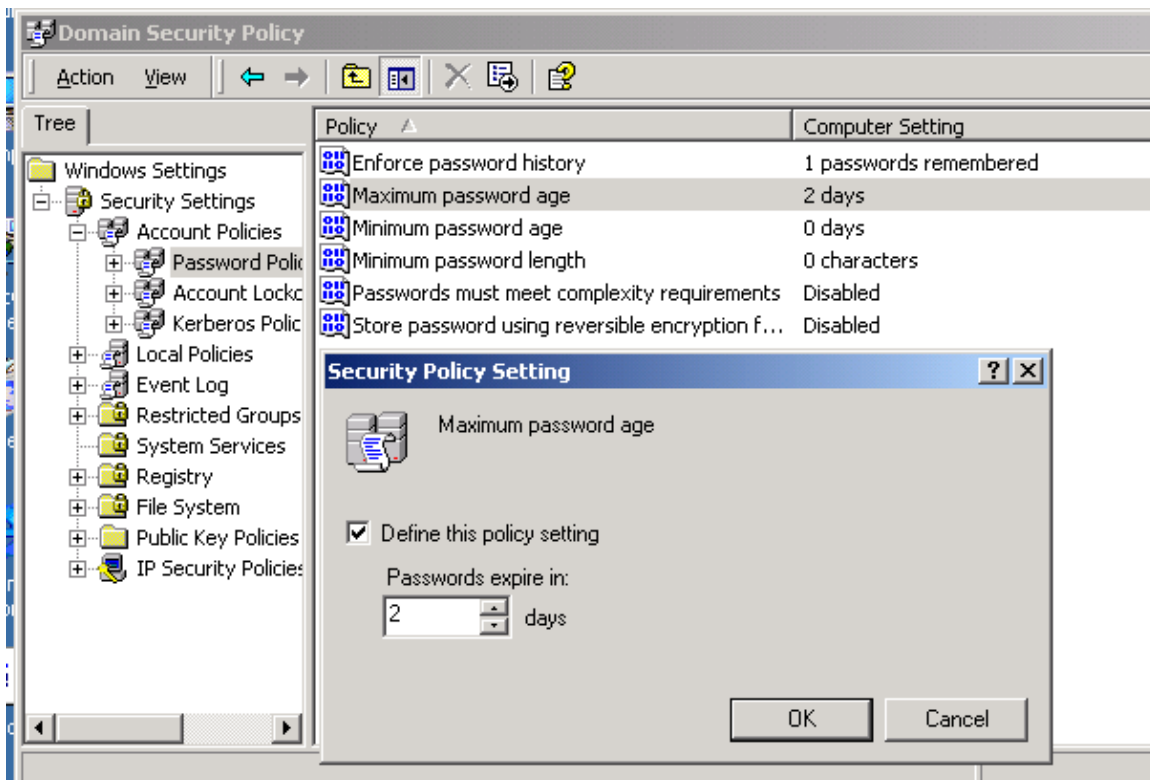 Domain Security Policy
Action View
Tree
Policy Computer Setting
Windows Settings
Security Settings
Account Policies
Password Polic
Account Lockc
Kerberos Polic
Local Policies
Event Log
Restricted Groups
System Services
Registry
File System
Public Key Policies
IP Security Policies
Enforce password history 1 passwords remembered
Maximum password age 2 days
Minimum password age 0 days
Minimum password length 0 characters
Passwords must meet complexity requirements Disabled
Store password using reversible encryption f... Disabled
Security Policy Setting
Maximum password age
Define this policy setting
Passwords expire in:
2 days
OK Cancel